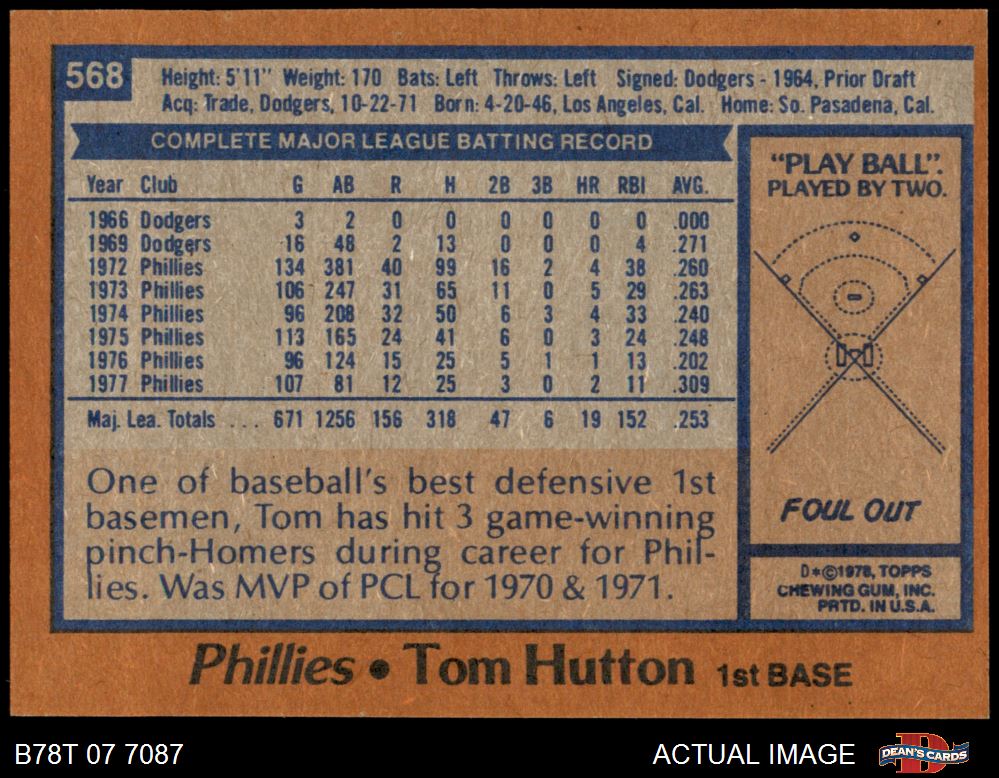 568
Height: 5'11" Weight: 170 Bats: Left Throws: Left Signed: Dodgers - 1964, Prior Draft
Acq: Trade, Dodgers, 10-22-71 Born: 4-20-46, Los Angeles, Cal. Home: So. Pasadena, Cal.
COMPLETE MAJOR LEAGUE BATTING RECORD
Year Club G AB R H 2B 3B HR RBI AVG.
1966 Dodgers 3 2 0 0 0 0 0 0 .000
1969 Dodgers 16 48 2 13 0 0 0 4 .271
1972 Phillies 134 381 40 99 16 2 4 38 .260
1973 Phillies 106 247 31 65 11 0 5 29 .263
1974 Phillies 96 208 32 50 6 3 4 33 .240
1975 Phillies 113 165 24 41 6 0 3 24 .248
1976 Phillies 96 124 15 25 5 1 1 13 .202
1977 Phillies 107 81 12 25 3 0 2 11 .309
Maj. Lea. Totals ... 671 1256 156 318 47 6 19 152 .253
One of baseball's best defensive 1st
basemen, Tom has hit 3 game-winning
pinch-Homers during career for Phil-
lies. Was MVP of PCL for 1970 & 1971.
"PLAY BALL".
PLAYED BY TWO.
FOUL OUT
D*©1978, TOPPS
CHEWING GUM, INC.
PRTD. IN U.S.A.
Phillies • Tom Hutton 1st BASE
B78T 07 7087
ACTUAL IMAGE
D
DEAN'S CARDS